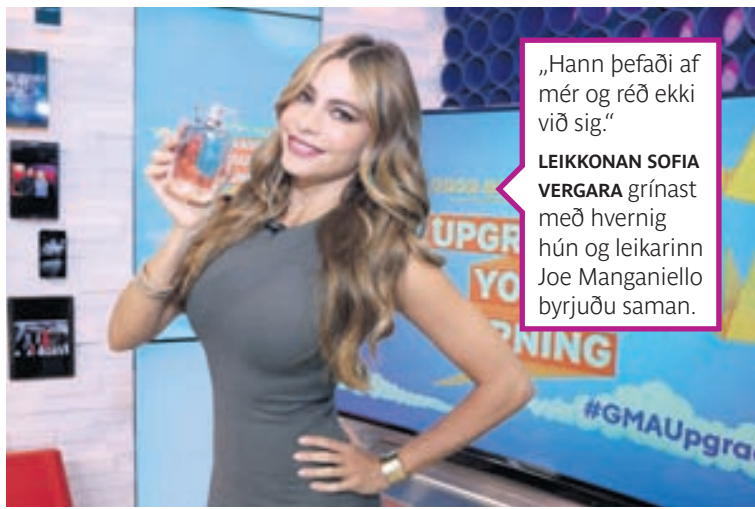 „Hann þefaði af
mér og réð ekki
við sig.“
LEIKKONAN SOFIA
VERGARA grínast
með hvernig
hún og leikarinn
Joe Manganiello
byrjuðu saman.
UPGR
YO
RNING
#GMAUpgra